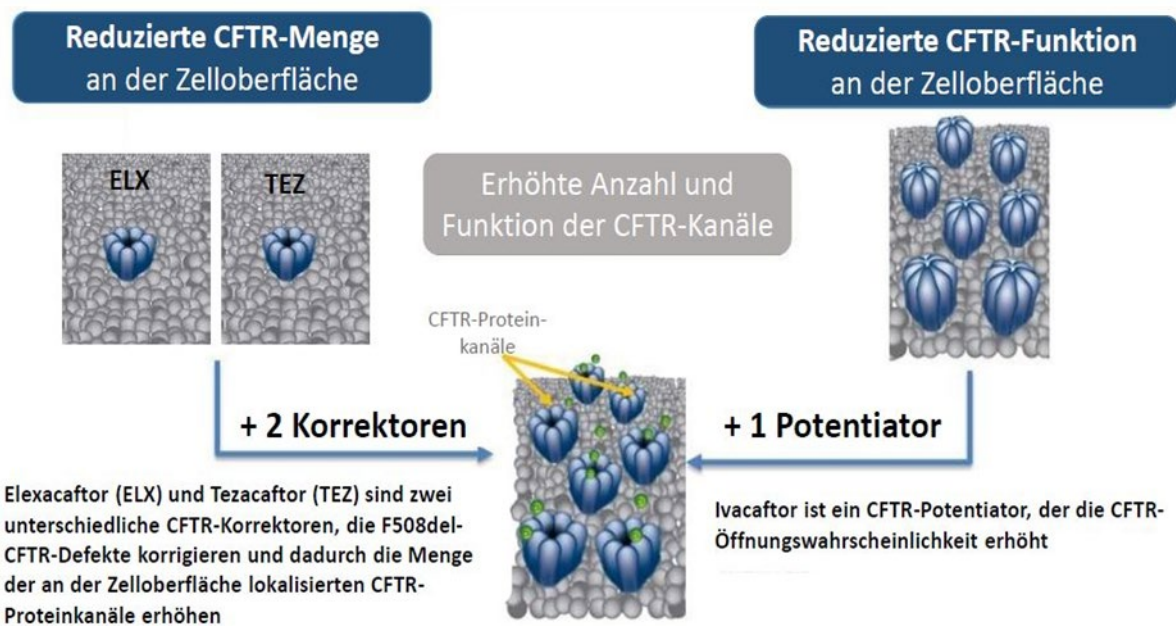 Reduzierte CFTR-Menge
an der Zelloberfläche
Reduzierte CFTR-Funktion
an der Zelloberfläche
ELX
TEZ
Erhöhte Anzahl und
Funktion der CFTR-Kanäle
CFTR-Protein-
kanäle
+ 2 Korrektoren
+ 1 Potentiator
Elexacaftor (ELX) und Tezacaftor (TEZ) sind zwei
unterschiedliche CFTR-Korrektoren, die F508del-
CFTR-Defekte korrigieren und dadurch die Menge
der an der Zelloberfläche lokalisierten CFTR-
Proteinkanäle erhöhen
Ivacaftor ist ein CFTR-Potentiator, der die CFTR-
Öffnungswahrscheinlichkeit erhöht